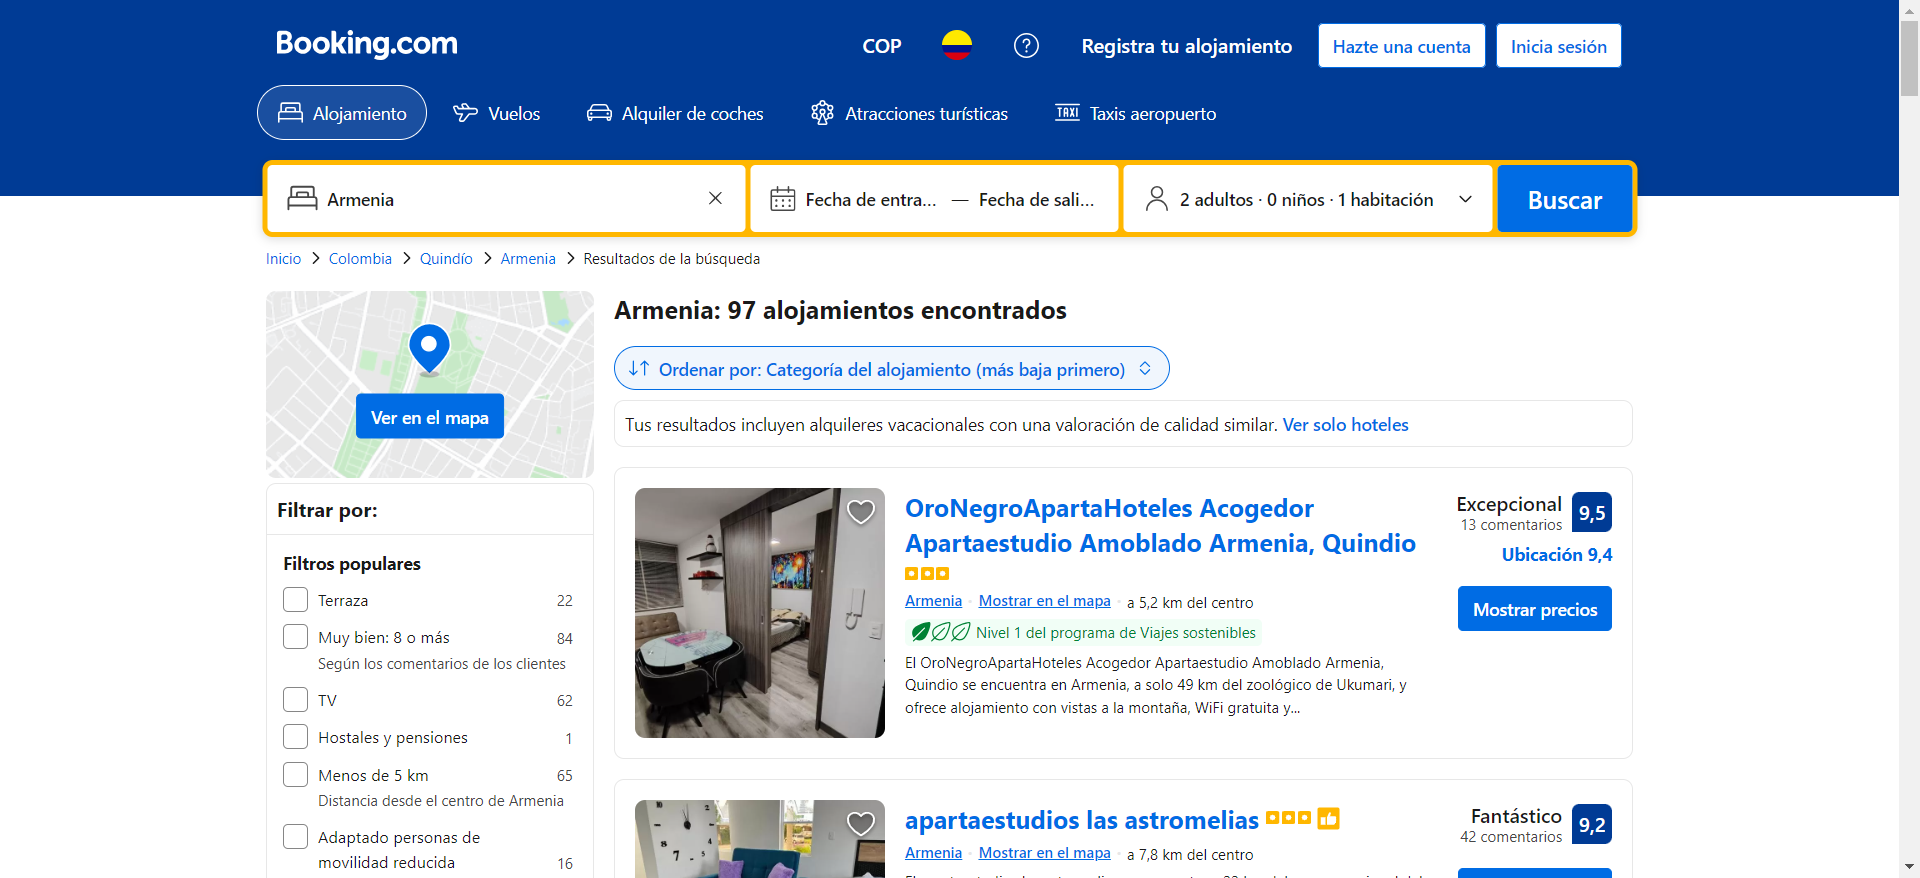 Booking.com
COP
Registra tu alojamiento
Hazte una cuenta
Inicia sesión
Alojamiento
Vuelos
Alquiler de coches
Atracciones turísticas
TAXI
Taxis aeropuerto
Armenia
Fecha de entra... — Fecha de sali...
2 adultos · 0 niños · 1 habitación
Buscar
Inicio > Colombia > Quindío > Armenia > Resultados de la búsqueda
Ver en el mapa
Filtrar por:
Filtros populares
Terraza 22
Muy bien: 8 o más 84
Según los comentarios de los clientes
TV 62
Hostales y pensiones 1
Menos de 5 km 65
Distancia desde el centro de Armenia
Adaptado personas de
movilidad reducida 16
Armenia: 97 alojamientos encontrados
Ordenar por: Categoría del alojamiento (más baja primero)
Tus resultados incluyen alquileres vacacionales con una valoración de calidad similar. Ver solo hoteles
OroNegroApartaHoteles Acogedor
Apartaestudio Amoblado Armenia, Quindio
Armenia · Mostrar en el mapa · a 5,2 km del centro
Nivel 1 del programa de Viajes sostenibles
El OroNegroApartaHoteles Acogedor Apartaestudio Amoblado Armenia,
Quindio se encuentra en Armenia, a solo 49 km del zoológico de Ukumari, y
ofrece alojamiento con vistas a la montaña, WiFi gratuita y...
Excepcional
13 comentarios
9,5
Ubicación 9,4
Mostrar precios
apartaestudios las astromelias
Armenia · Mostrar en el mapa · a 7,8 km del centro
Fantástico
42 comentarios
9,2